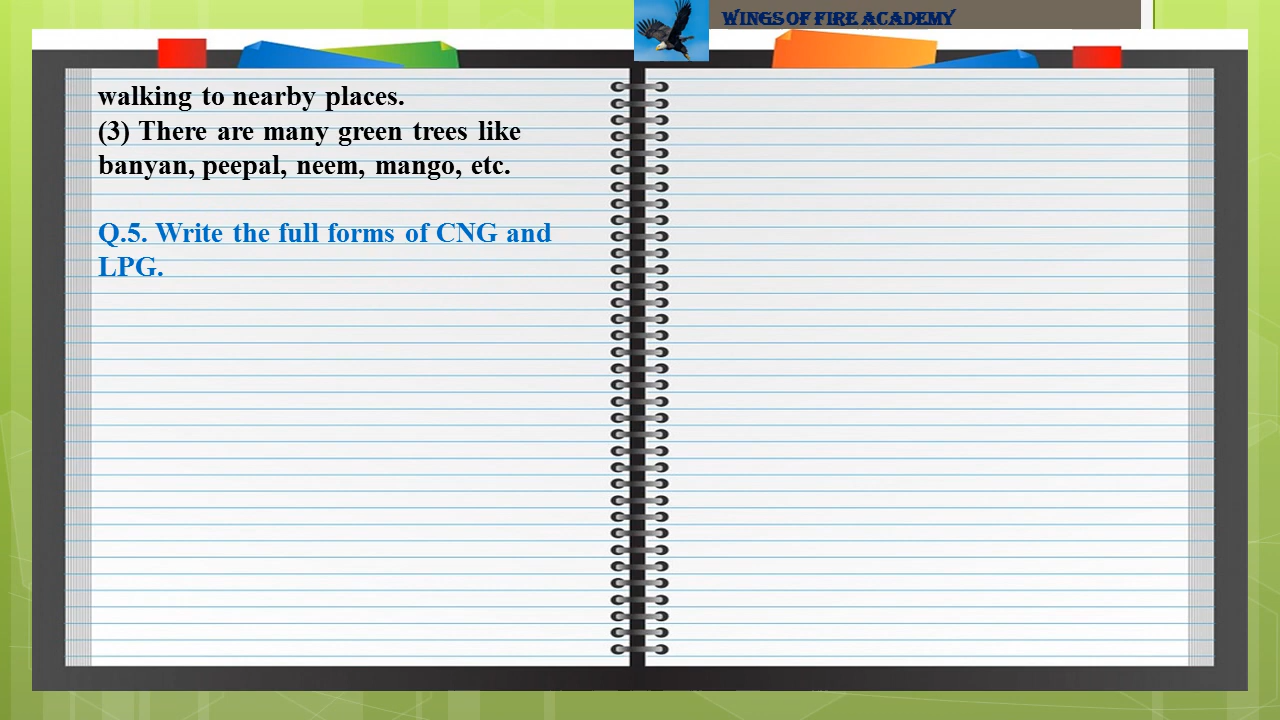 WINGS OF FIRE ACADEMY
walking to nearby places.
(3) There are many green trees like
banyan, peepal, neem, mango, etc.
Q.5. Write the full forms of CNG and
LPG.